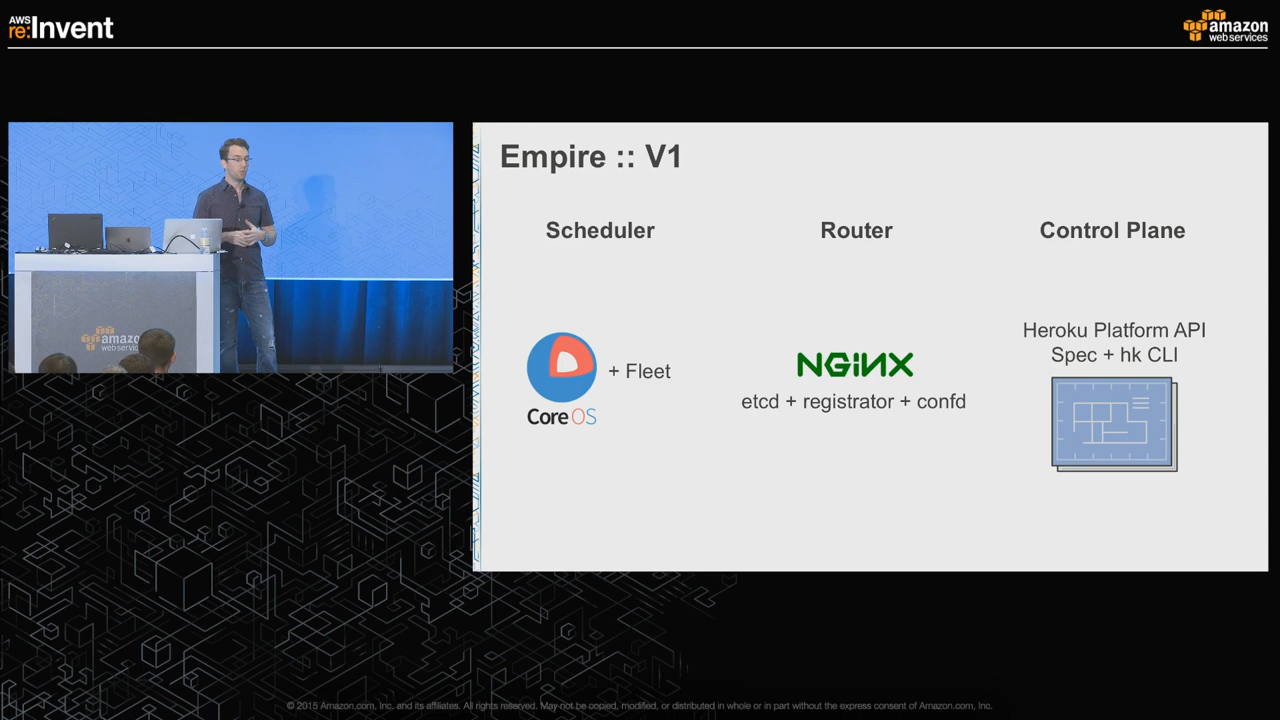 AWS
re:Invent
amazon
web services
amazon
Empire :: V1
Scheduler
Router
Control Plane
CoreOS
+ Fleet
NGINX
etcd + registrator + confd
Heroku Platform API
Spec + hk CLI
© 2015 Amazon.com, Inc. and its affiliates. All rights reserved. May not be copied, modified, or distributed in whole or in part without the express consent of Amazon.com, Inc.